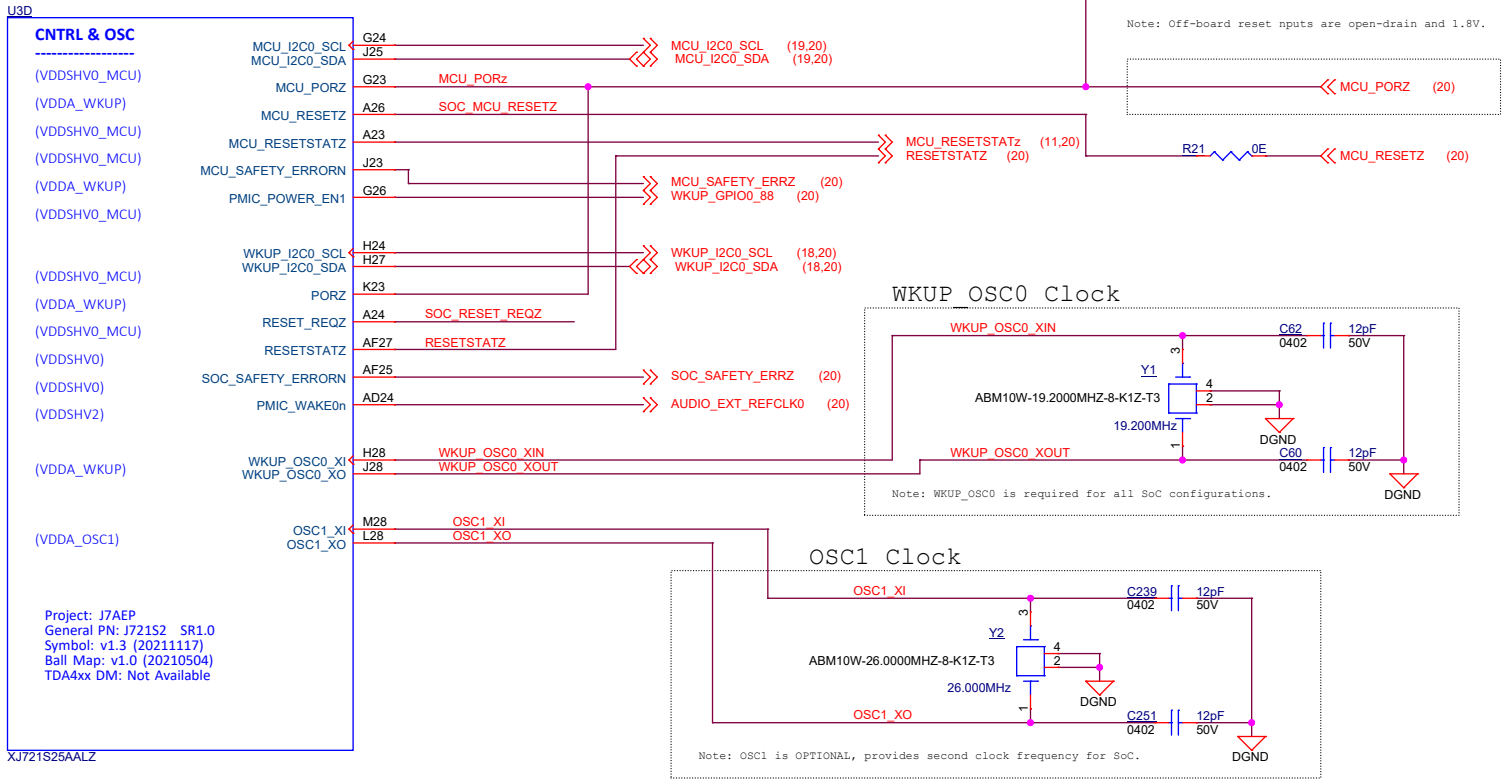 U3D
CNTRL & OSC
------------------
(VDDSHV0_MCU)
(VDDA_WKUP)
(VDDSHV0_MCU)
(VDDSHV0_MCU)
(VDDA_WKUP)
(VDDSHV0_MCU)
(VDDSHV0_MCU)
(VDDA_WKUP)
(VDDSHV0_MCU)
(VDDSHV0)
(VDDSHV0)
(VDDSHV2)
(VDDA_WKUP)
(VDDA_OSC1)
MCU_I2C0_SCL G24 MCU_I2C0_SCL (19,20)
MCU_I2C0_SDA J25 MCU_I2C0_SDA (19,20)
MCU_PORZ G23 MCU_PORz
MCU_RESETZ A26 SOC_MCU_RESETZ
MCU_RESETSTATZ A23 MCU_RESETSTATz (11,20)
RESETSTATZ (20)
MCU_SAFETY_ERRORN J23 MCU_SAFETY_ERRZ (20)
PMIC_POWER_EN1 G26 WKUP_GPIO0_88 (20)
WKUP_I2C0_SCL H24 WKUP_I2C0_SCL (18,20)
WKUP_I2C0_SDA H27 WKUP_I2C0_SDA (18,20)
PORZ K23
RESET_REQZ A24 SOC_RESET_REQZ
RESETSTATZ AF27 RESETSTATZ
SOC_SAFETY_ERRORN AF25 SOC_SAFETY_ERRZ (20)
PMIC_WAKE0n AD24 AUDIO_EXT_REFCLK0 (20)
WKUP_OSC0_XI H28 WKUP_OSC0_XIN
WKUP_OSC0_XO J28 WKUP_OSC0_XOUT
OSC1_XI M28 OSC1_XI
OSC1_XO L28 OSC1_XO
Project: J7AEP
General PN: J721S2 SR1.0
Symbol: v1.3 (20211117)
Ball Map: v1.0 (20210504)
TDA4xx DM: Not Available
XJ721S25AALZ
Note: Off-board reset nputs are open-drain and 1.8V.
MCU_PORZ (20)
R21 0E MCU_RESETZ (20)
WKUP_OSC0 Clock
WKUP_OSC0_XIN
C62 12pF
0402 50V
3
Y1
4
ABM10W-19.2000MHZ-8-K1Z-T3
2
19.200MHz
1
DGND
WKUP_OSC0_XOUT
C60 12pF
0402 50V
DGND
Note: WKUP_OSC0 is required for all SoC configurations.
OSC1 Clock
OSC1_XI
C239 12pF
0402 50V
3
Y2
4
ABM10W-26.0000MHZ-8-K1Z-T3
2
26.000MHz
1
DGND
OSC1_XO
C251 12pF
0402 50V
DGND
Note: OSC1 is OPTIONAL, provides second clock frequency for SoC.